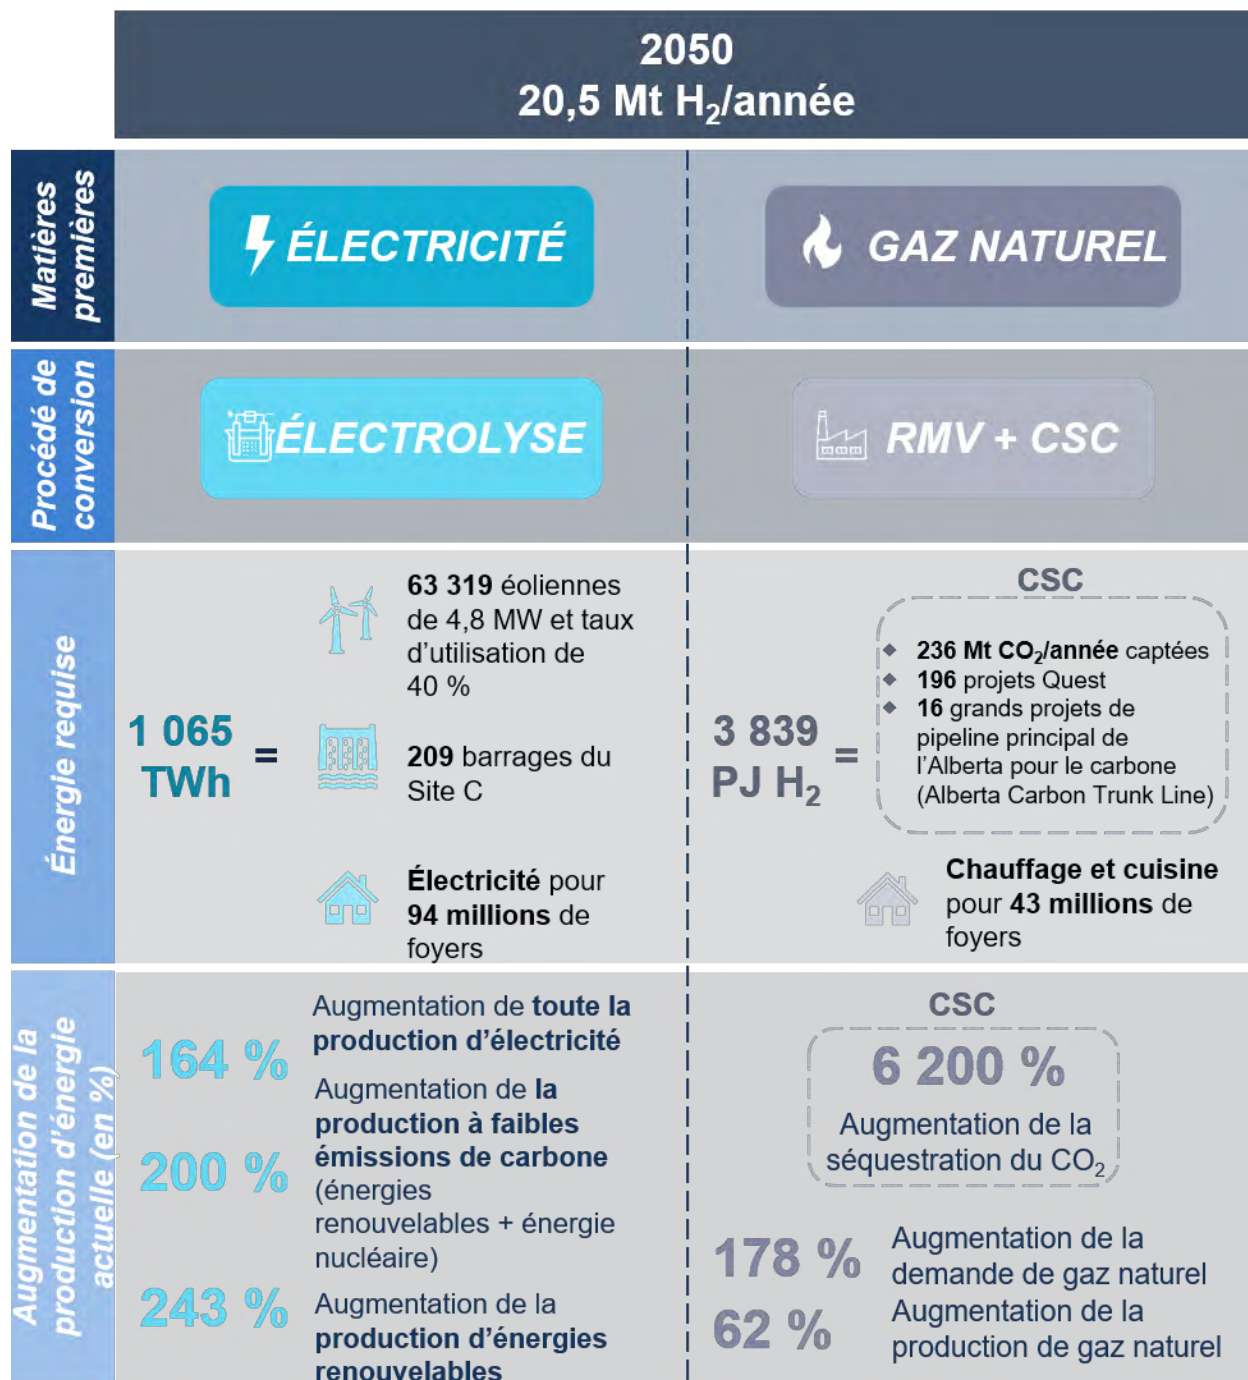 2050
20,5 Mt H₂/année
Matières
premières
ÉLECTRICITÉ
GAZ NATUREL
Procédé de
conversion
ÉLECTROLYSE
RMV + CSC
Énergie requise
1 065
TWh
=
63 319 éoliennes
de 4,8 MW et taux
d'utilisation de
40 %
209 barrages du
Site C
Électricité pour
94 millions de
foyers
3 839
PJ H₂
=
CSC
◆ 236 Mt CO₂/année captées
◆ 196 projets Quest
◆ 16 grands projets de
pipeline principal de
l'Alberta pour le carbone
(Alberta Carbon Trunk Line)
Chauffage et cuisine
pour 43 millions de
foyers
Augmentation de la
production d'énergie
actuelle (en %)
164 %
Augmentation de toute la
production d'électricité
200 %
Augmentation de la
production à faibles
émissions de carbone
(énergies
renouvelables + énergie
nucléaire)
243 %
Augmentation de la
production d'énergies
renouvelables
CSC
6 200 %
Augmentation de la
séquestration du CO₂
178 %
Augmentation de la
demande de gaz naturel
62 %
Augmentation de la
production de gaz naturel